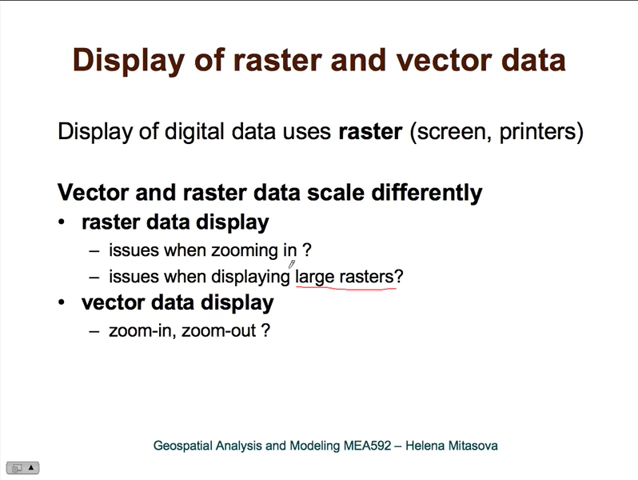 Display of raster and vector data
Display of digital data uses raster (screen, printers)
Vector and raster data scale differently
• raster data display
– issues when zooming in ?
– issues when displaying large rasters?
• vector data display
– zoom-in, zoom-out ?
Geospatial Analysis and Modeling MEA592 – Helena Mitasova